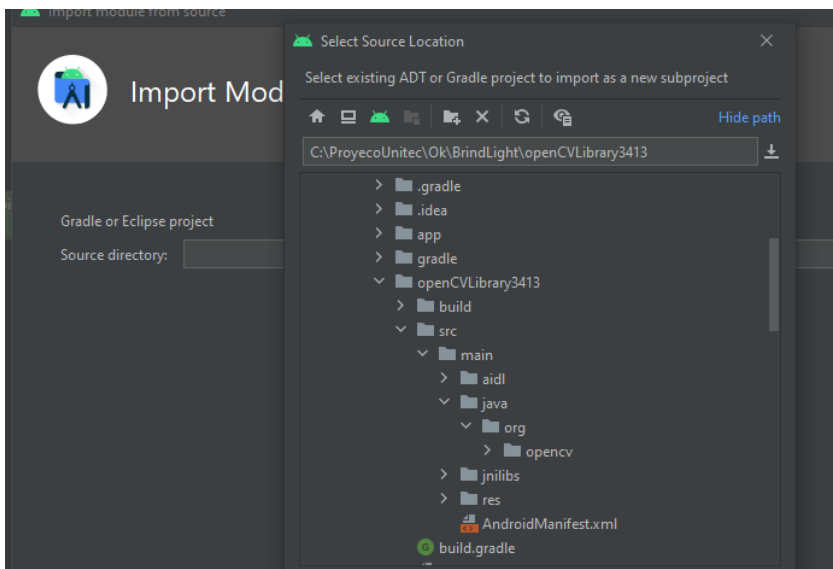 Import module from source
Select Source Location
Select existing ADT or Gradle project to import as a new subproject
Import Mod
Hide path
C:\ProyecoUnitec\Ok\BrindLight\openCVLibrary3413
.gradle
.idea
app
gradle
openCVLibrary3413
build
src
main
aidl
java
org
opencv
jnilibs
res
AndroidManifest.xml
build.gradle
Gradle or Eclipse project
Source directory: